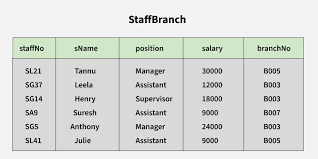 StaffBranch
staffNo sName position salary branchNo
SL21 Tannu Manager 30000 B005
SG37 Leela Assistant 12000 B003
SG14 Henry Supervisor 18000 B003
SA9 Suresh Assistant 9000 B007
SG5 Anthony Manager 24000 B003
SL41 Julie Assistant 9000 B005